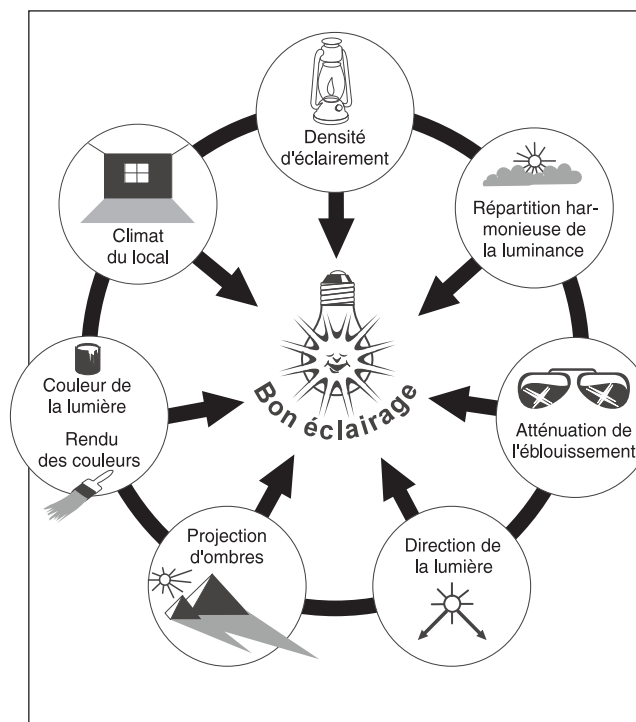 Densité
d'éclairement
Répartition har-
monieuse de
la luminance
Atténuation de
l'éblouissement
Direction de
la lumière
Projection
d'ombres
Couleur de
la lumière
Rendu
des couleurs
Climat
du local
Bon éclairage